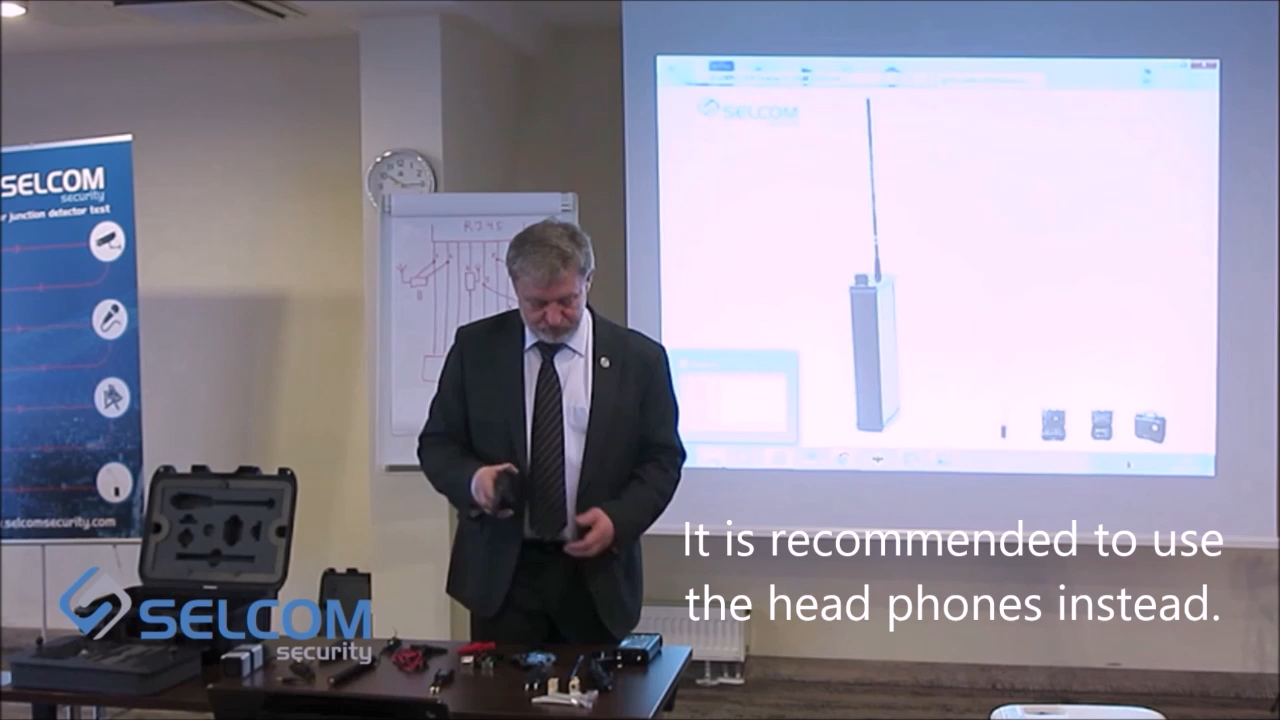 SELCOM
security
r junction detector test
.selcomsecurity.com
RJ45
SELCOM
It is recommended to use
the head phones instead.
SELCOM
security